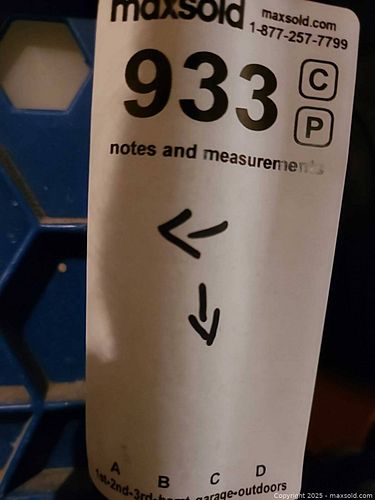 maxsold
maxsold.com
1-877-257-7799
933
C
P
notes and measurements
A B C D
1st-2nd-3rd-bsmt-garage-outdoors
Copyright © 2025 - maxsold.com